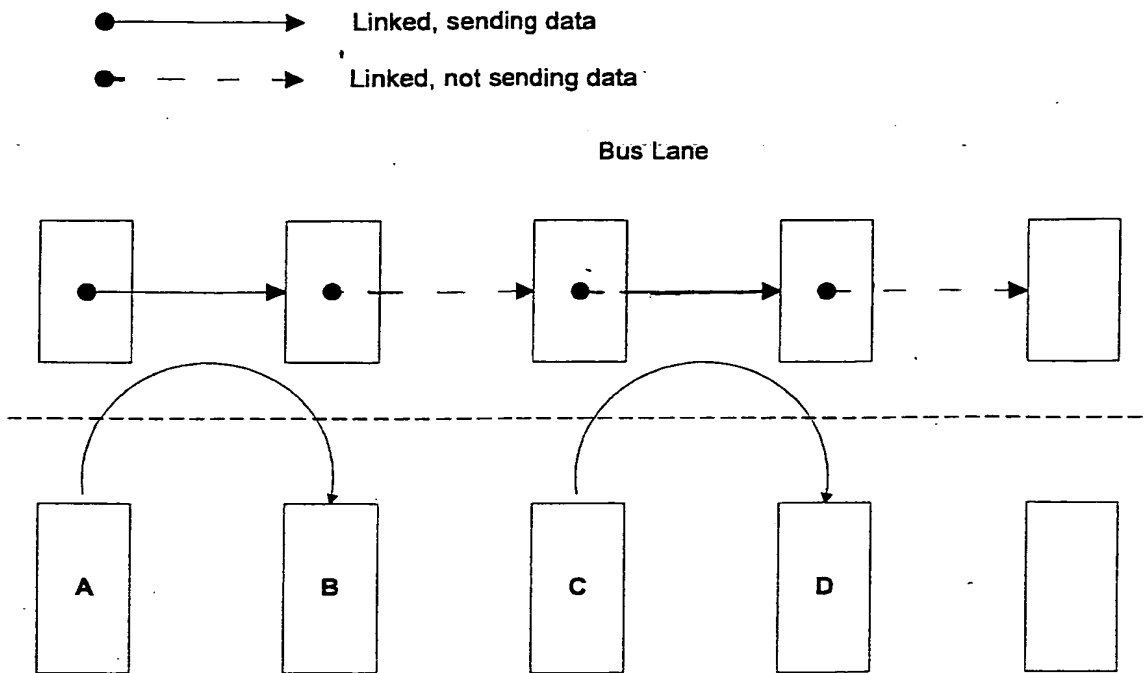 Linked, sending data
Linked, not sending data
Bus Lane
A B C D